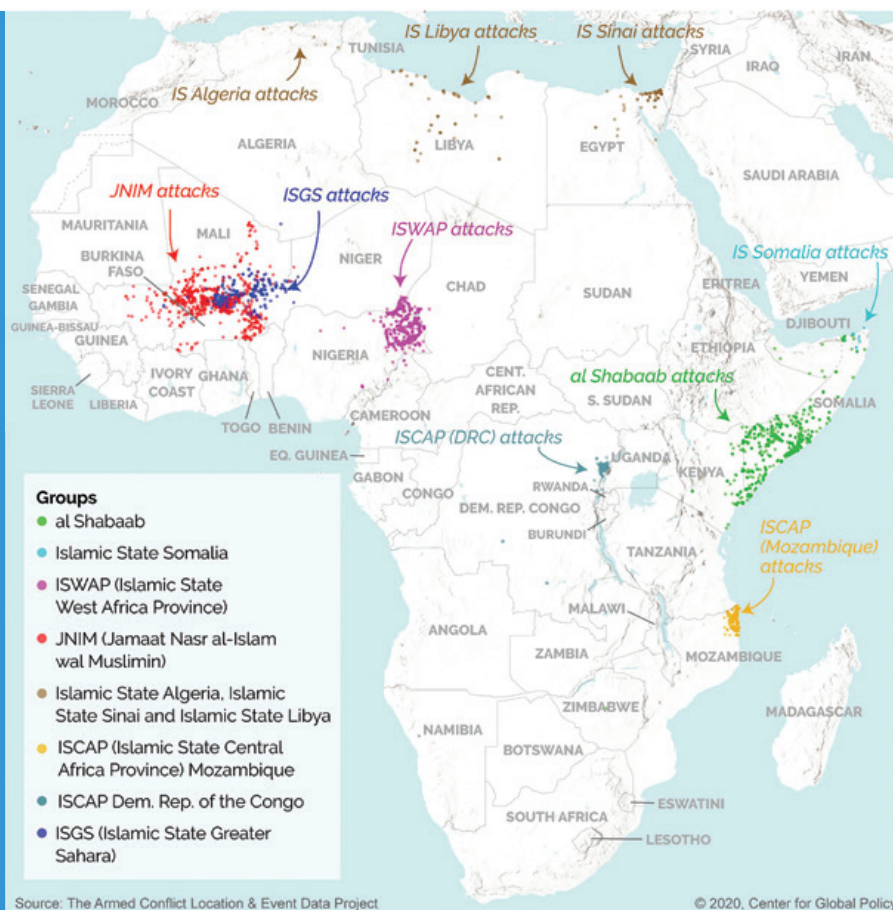 IS Libya attacks
IS Sinai attacks
TUNISIA
SYRIA
IRAN
IRAQ
MOROCCO
IS Algeria attacks
ALGERIA
LIBYA
EGYPT
SAUDI ARABIA
JNIM attacks
ISGS attacks
MAURITANIA
MALI
ISWAP attacks
IS Somalia attacks
BURKINA
FASO
NIGER
CHAD
SUDAN
ERITREA
YEMEN
SENEGAL
GAMBIA
GUINEA-BISSAU
GUINEA
DJIBOUTI
NIGERIA
ETHIOPIA
IVORY
COAST
GHANA
CENT.
AFRICAN
REP.
S. SUDAN
al Shabaab attacks
SOMALIA
SIERRA
LEONE
LIBERIA
TOGO
BENIN
CAMEROON
ISCAP (DRC) attacks
EQ. GUINEA
UGANDA
KENYA
GABON
CONGO
RWANDA
DEM. REP. CONGO
BURUNDI
TANZANIA
ISCAP
(Mozambique)
attacks
MALAWI
ANGOLA
ZAMBIA
MOZAMBIQUE
ZIMBABWE
MADAGASCAR
NAMIBIA
BOTSWANA
SOUTH AFRICA
ESWATINI
LESOTHO
Groups
al Shabaab
Islamic State Somalia
ISWAP (Islamic State
West Africa Province)
JNIM (Jamaat Nasr al-Islam
wal Muslimin)
Islamic State Algeria, Islamic
State Sinai and Islamic State Libya
ISCAP (Islamic State Central
Africa Province) Mozambique
ISCAP Dem. Rep. of the Congo
ISGS (Islamic State Greater
Sahara)
Source: The Armed Conflict Location & Event Data Project
© 2020, Center for Global Policy